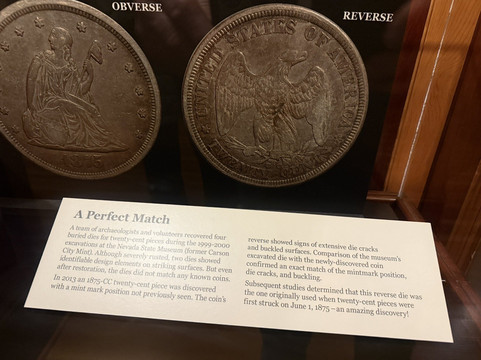 OBVERSE
REVERSE
1875
UNITED STATES OF AMERICA
TWENTY CENTS
A Perfect Match
A team of archaeologists and volunteers recovered four
buried dies for twenty-cent pieces during the 1999-2000
excavations at the Nevada State Museum (former Carson
City Mint). Although severely rusted, two dies showed
identifiable design elements on striking surfaces. But even
after restoration, the dies did not match any known coins.
In 2013 an 1875-CC twenty-cent piece was discovered
with a mint mark position not previously seen. The coin's
reverse showed signs of extensive die cracks
and buckled surfaces. Comparison of the museum's
excavated die with the newly-discovered coin
confirmed an exact match of the mintmark position,
die cracks, and buckling.
Subsequent studies determined that this reverse die was
the one originally used when twenty-cent pieces were
first struck on June 1, 1875 – an amazing discovery!